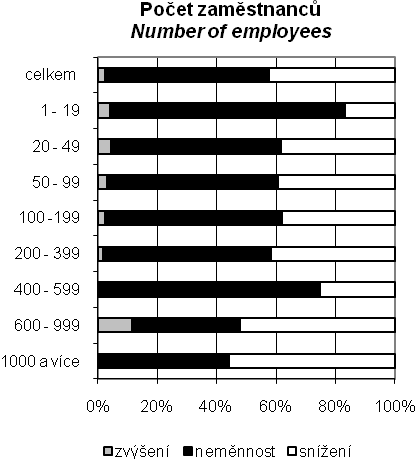 Počet zaměstnanců
Number of employees
celkem
1 - 19
20 - 49
50 - 99
100 -199
200 - 399
400 - 599
600 - 999
1000 a více
0% 20% 40% 60% 80% 100%
zvýšení neměnnost snížení